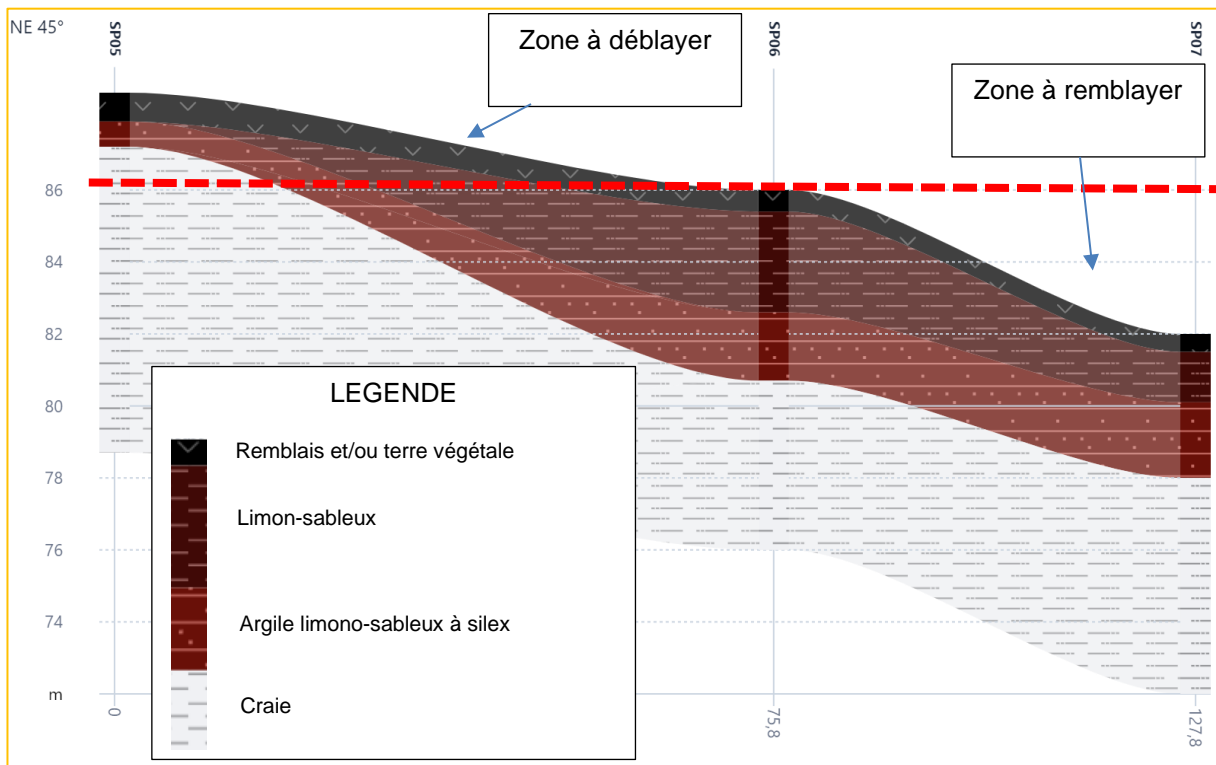 NE 45°
SP05
SP06
SP07
Zone à déblayer
Zone à remblayer
86
84
82
80
8
76
74
m
0
75,8
127,8
LEGENDE
Remblais et/ou terre végétale
Limon-sableux
Argile limono-sableux à silex
Craie